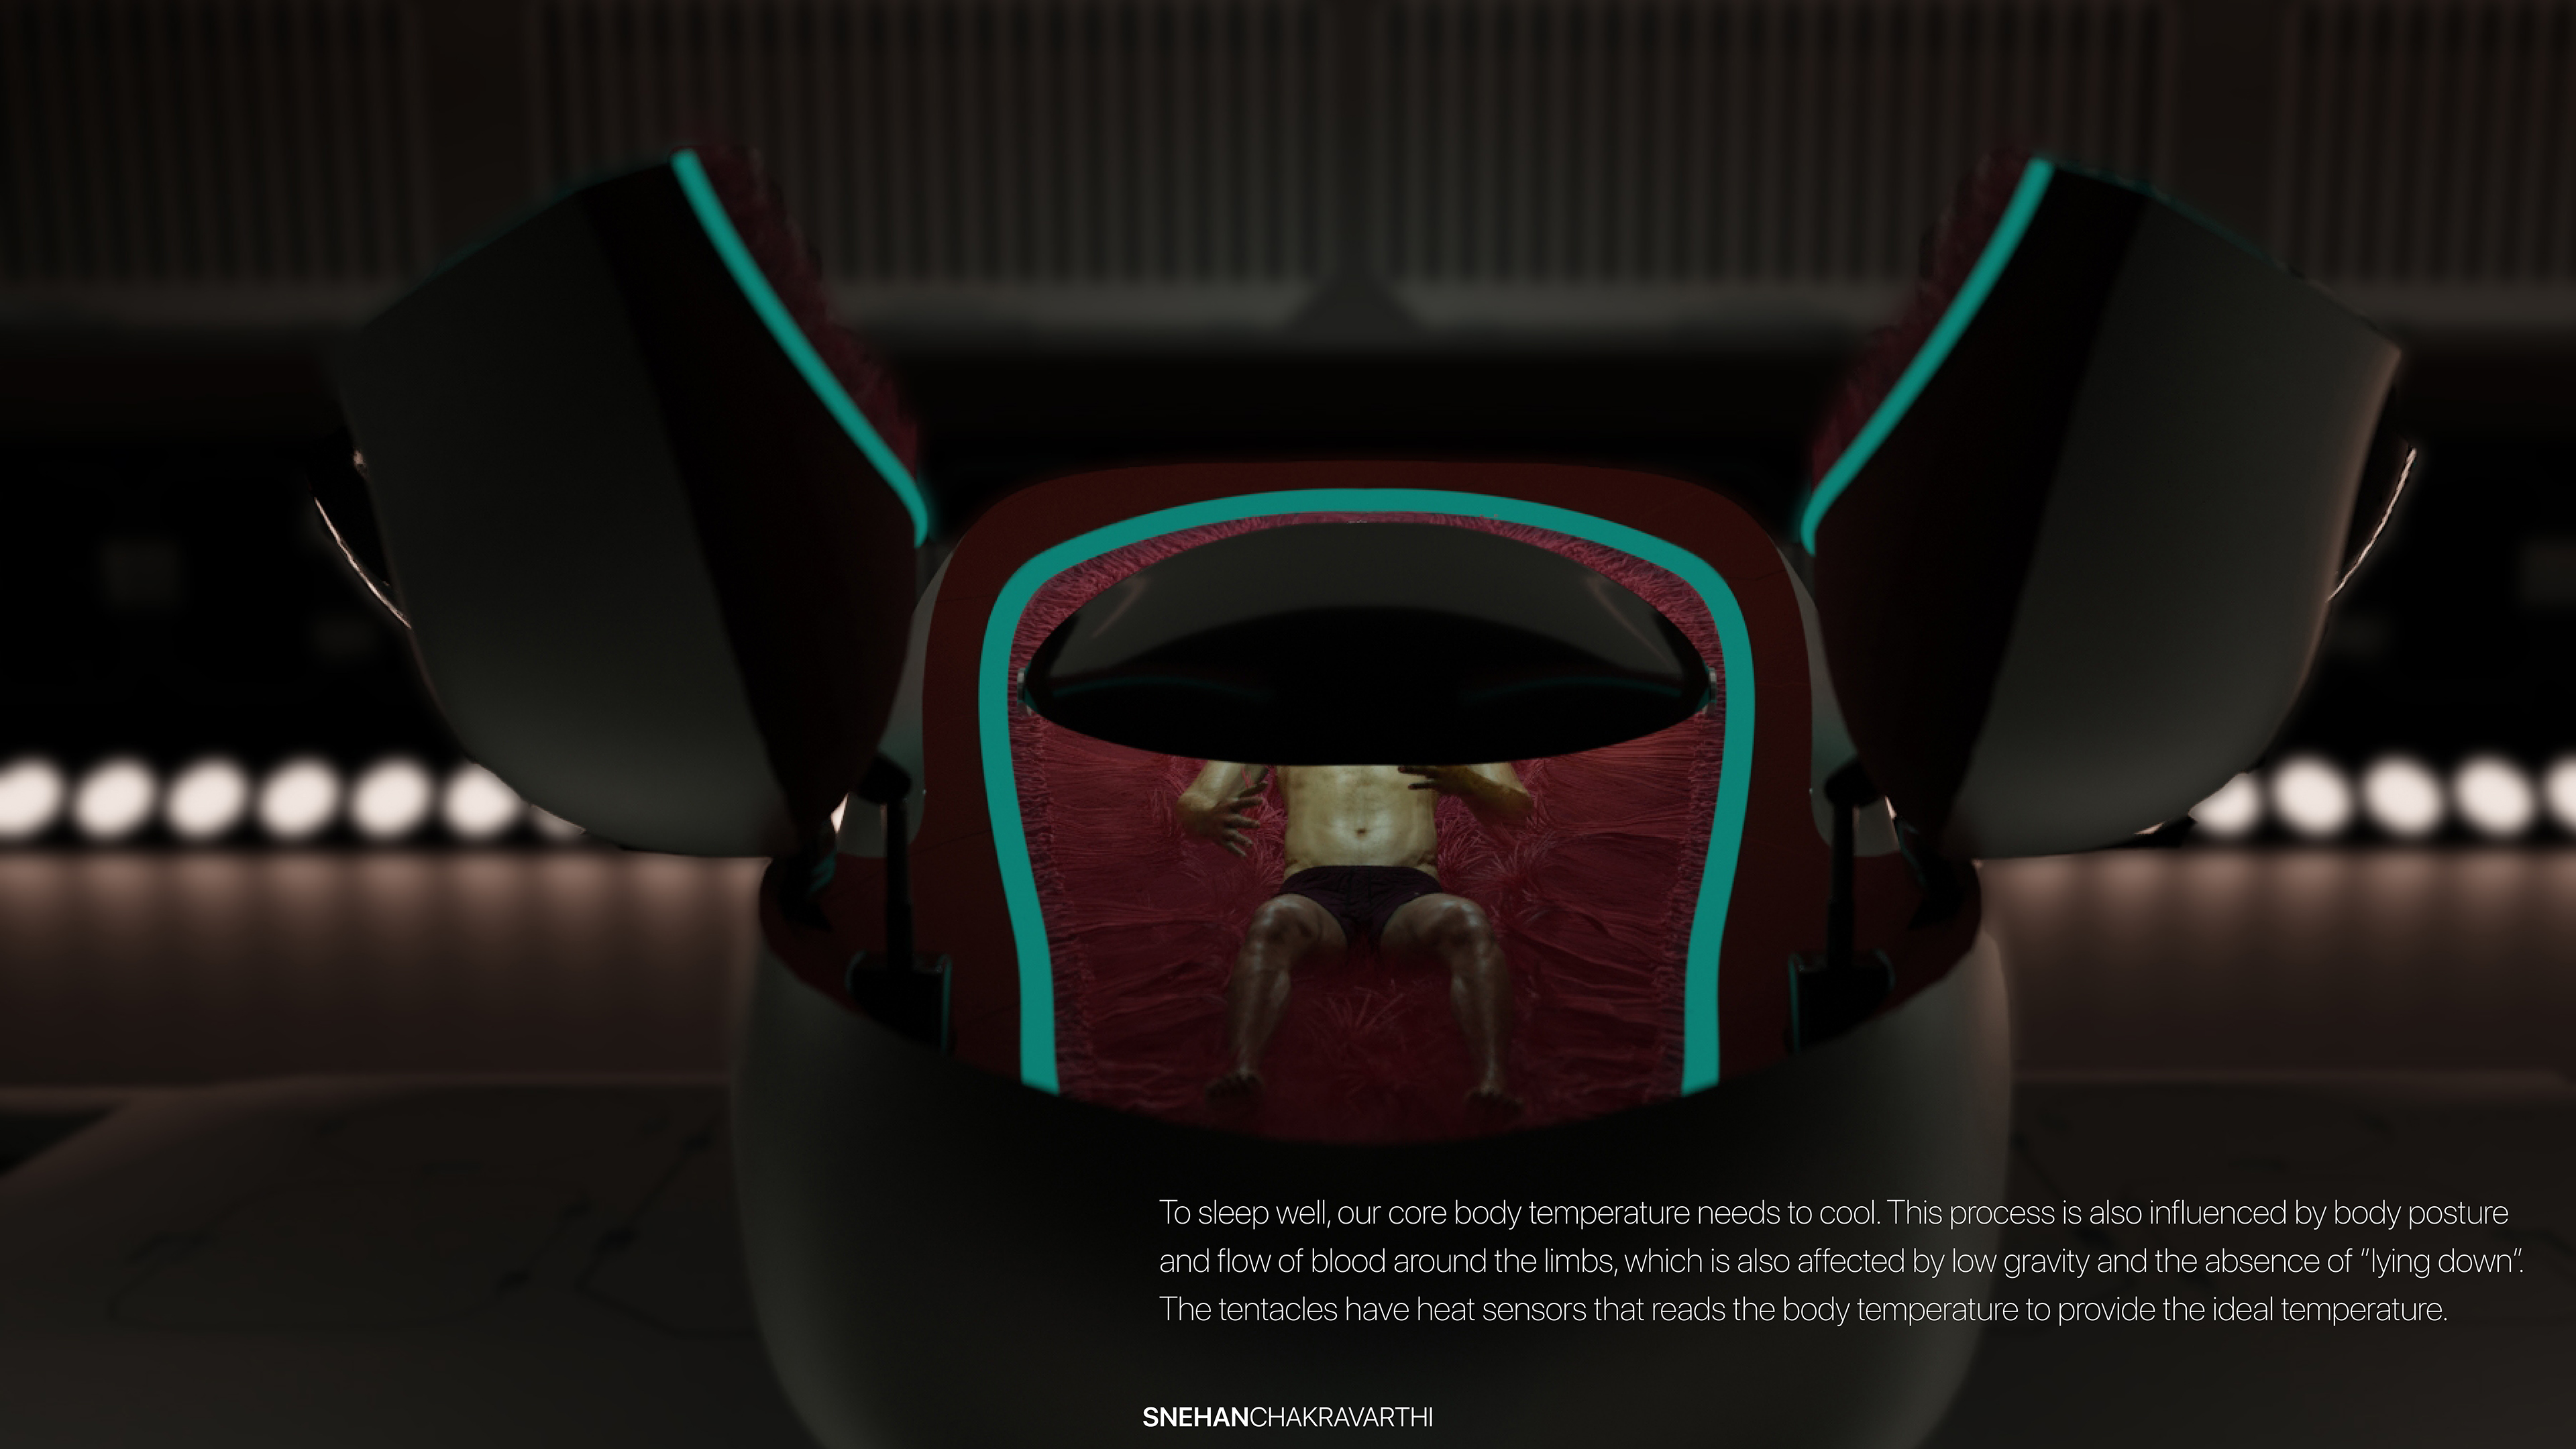 To sleep well, our core body temperature needs to cool. This process is also influenced by body posture
and flow of blood around the limbs, which is also affected by low gravity and the absence of “lying down”.
The tentacles have heat sensors that reads the body temperature to provide the ideal temperature.
SNEHANCHAKRAVARTHI